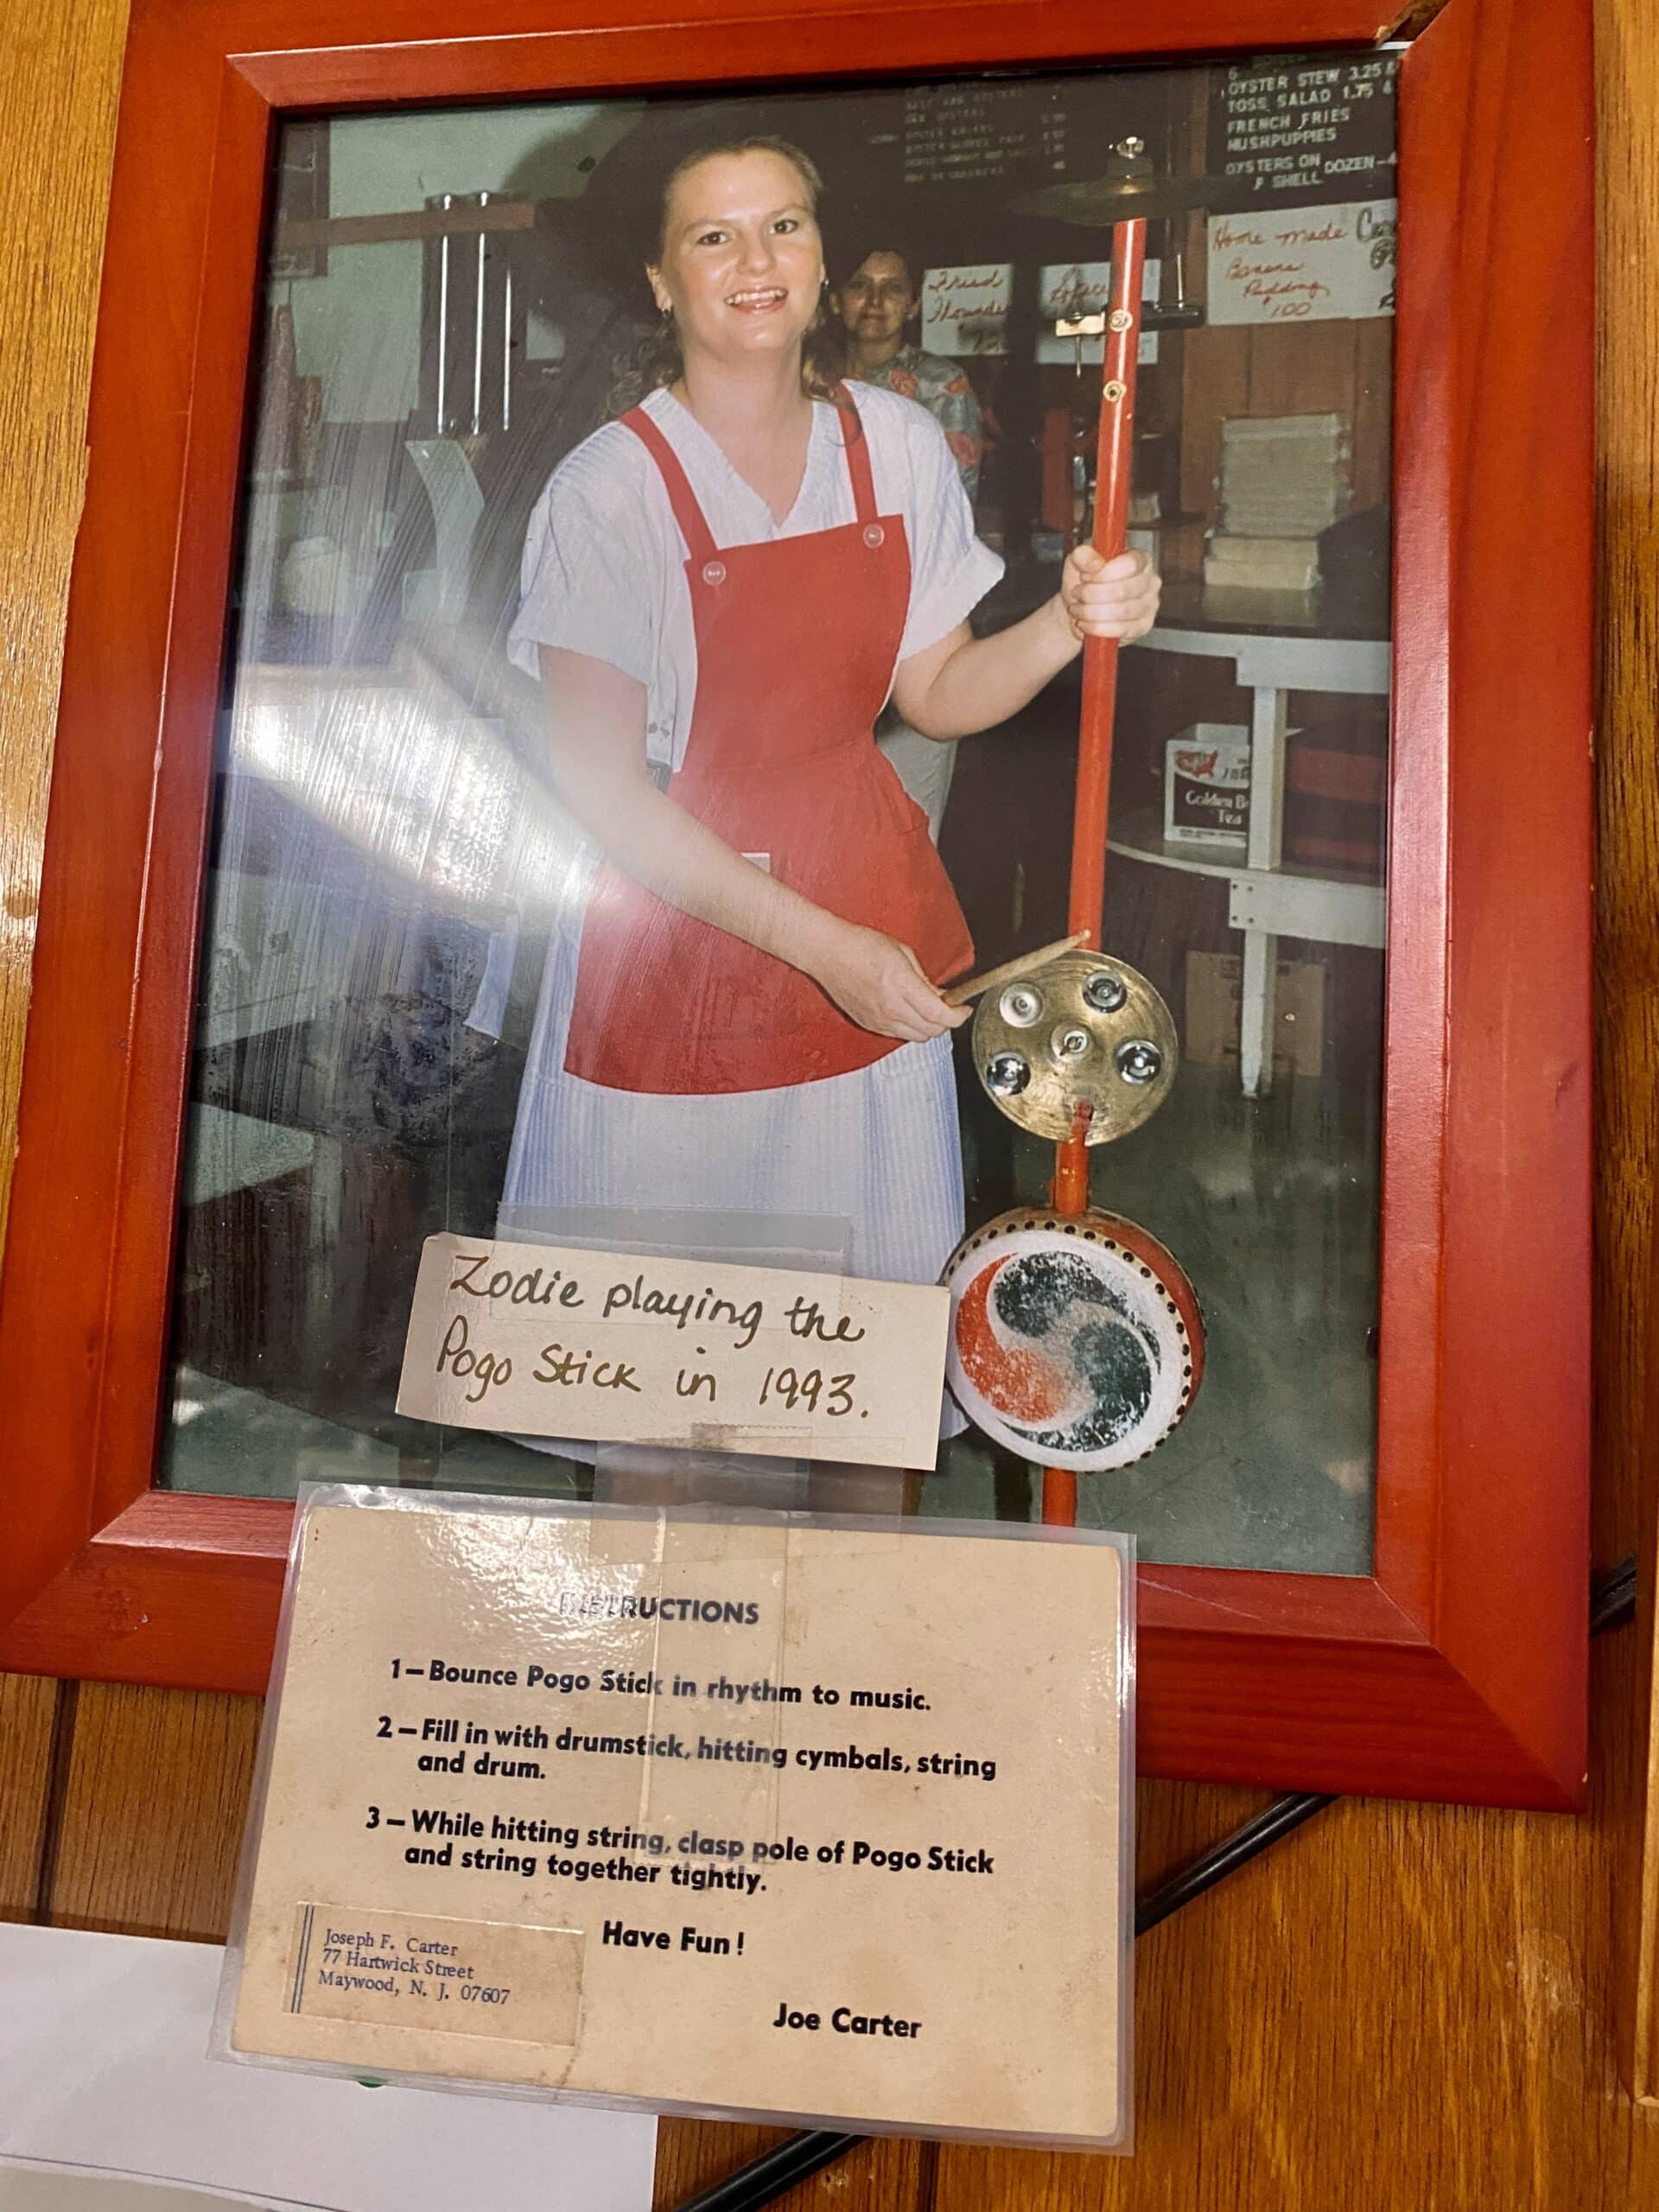 OYSTER STEW 3.25
TOSS SALAD 1.75
FRENCH FRIES
HUSHPUPPIES
OYSTERS ON DOZEN-4
SHELL
Home made
Banana
Pudding
$1.00
Fried
Flounder
Golden
Tea
Zodie playing the
Pogo Stick in 1993.
INSTRUCTIONS
1—Bounce Pogo Stick in rhythm to music.
2—Fill in with drumstick, hitting cymbals, string
and drum.
3—While hitting string, clasp pole of Pogo Stick
and string together tightly.
Have Fun!
Joseph F. Carter
77 Hartwick Street
Maywood, N. J. 07607
Joe Carter